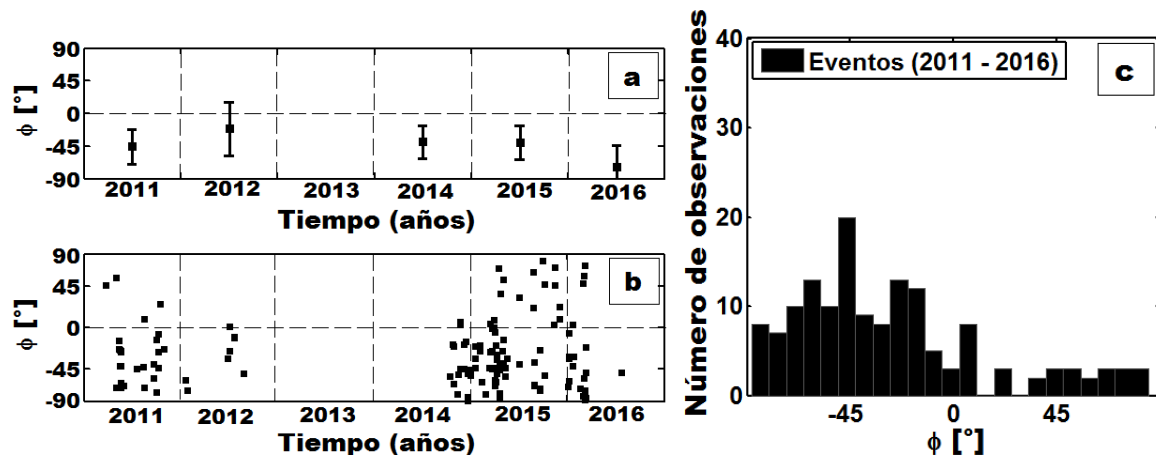 90
45
0
-45
-90
ϕ [°]
a
2011 2012 2013 2014 2015 2016
Tiempo (años)
90
45
0
-45
-90
ϕ [°]
b
2011 2012 2013 2014 2015 2016
Tiempo (años)
40
30
20
10
0
Número de observaciones
Eventos (2011 - 2016)
c
-45 0 45
ϕ [°]